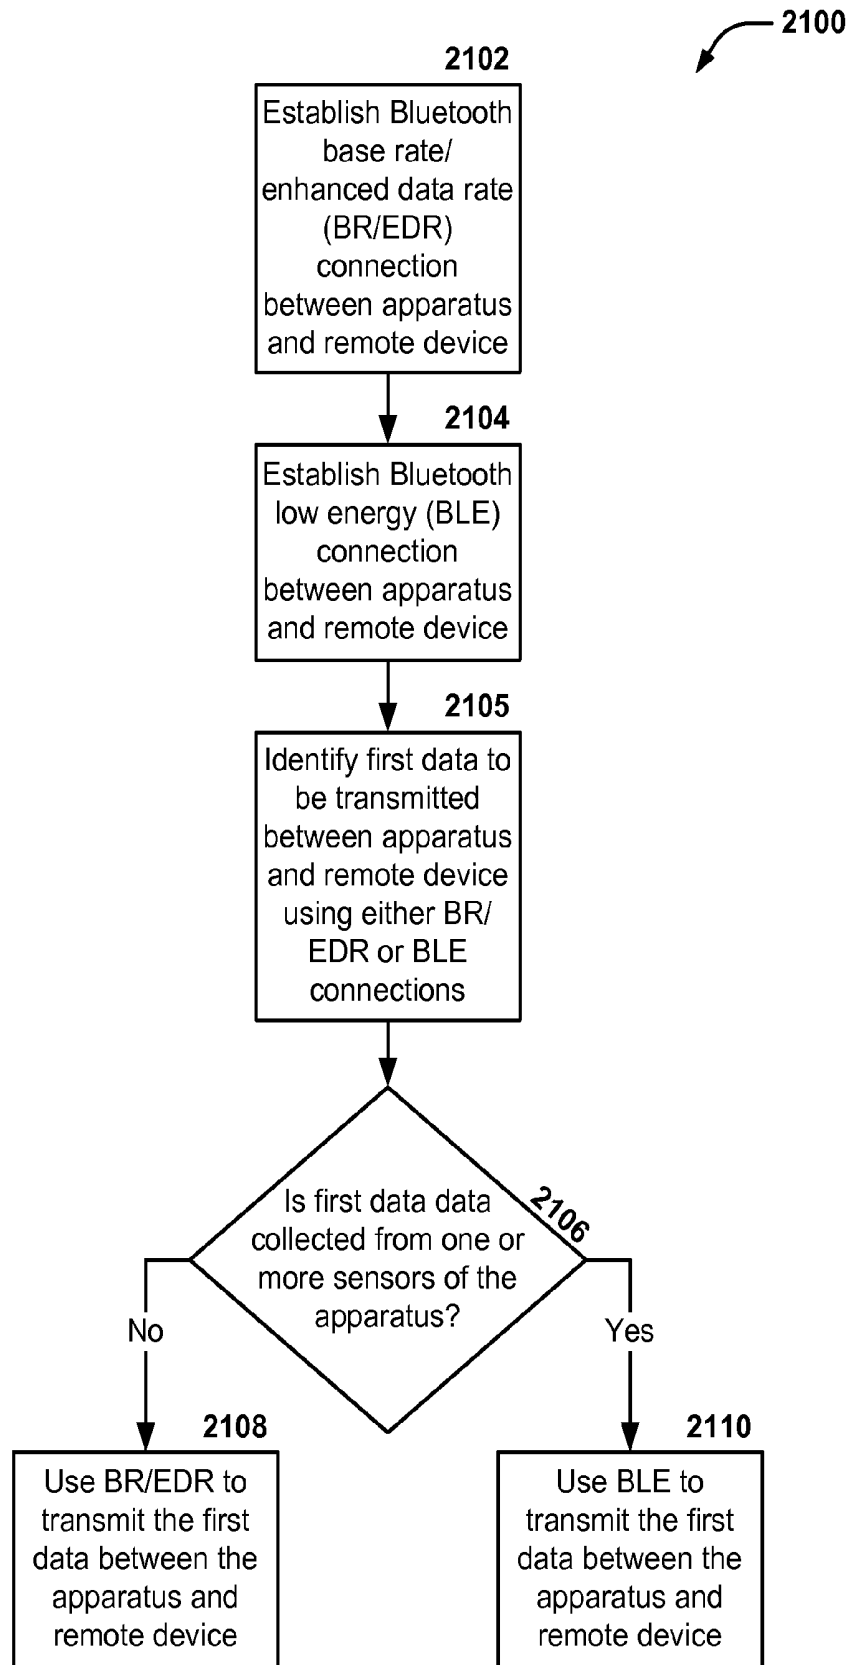 2100
2102
Establish Bluetooth
base rate/
enhanced data rate
(BR/EDR)
connection
between apparatus
and remote device
2104
Establish Bluetooth
low energy (BLE)
connection
between apparatus
and remote device
2105
Identify first data to
be transmitted
between apparatus
and remote device
using either BR/
EDR or BLE
connections
2106
Is first data data
collected from one or
more sensors of the
apparatus?
No
Yes
2108
Use BR/EDR to
transmit the first
data between the
apparatus and
remote device
2110
Use BLE to
transmit the first
data between the
apparatus and
remote device